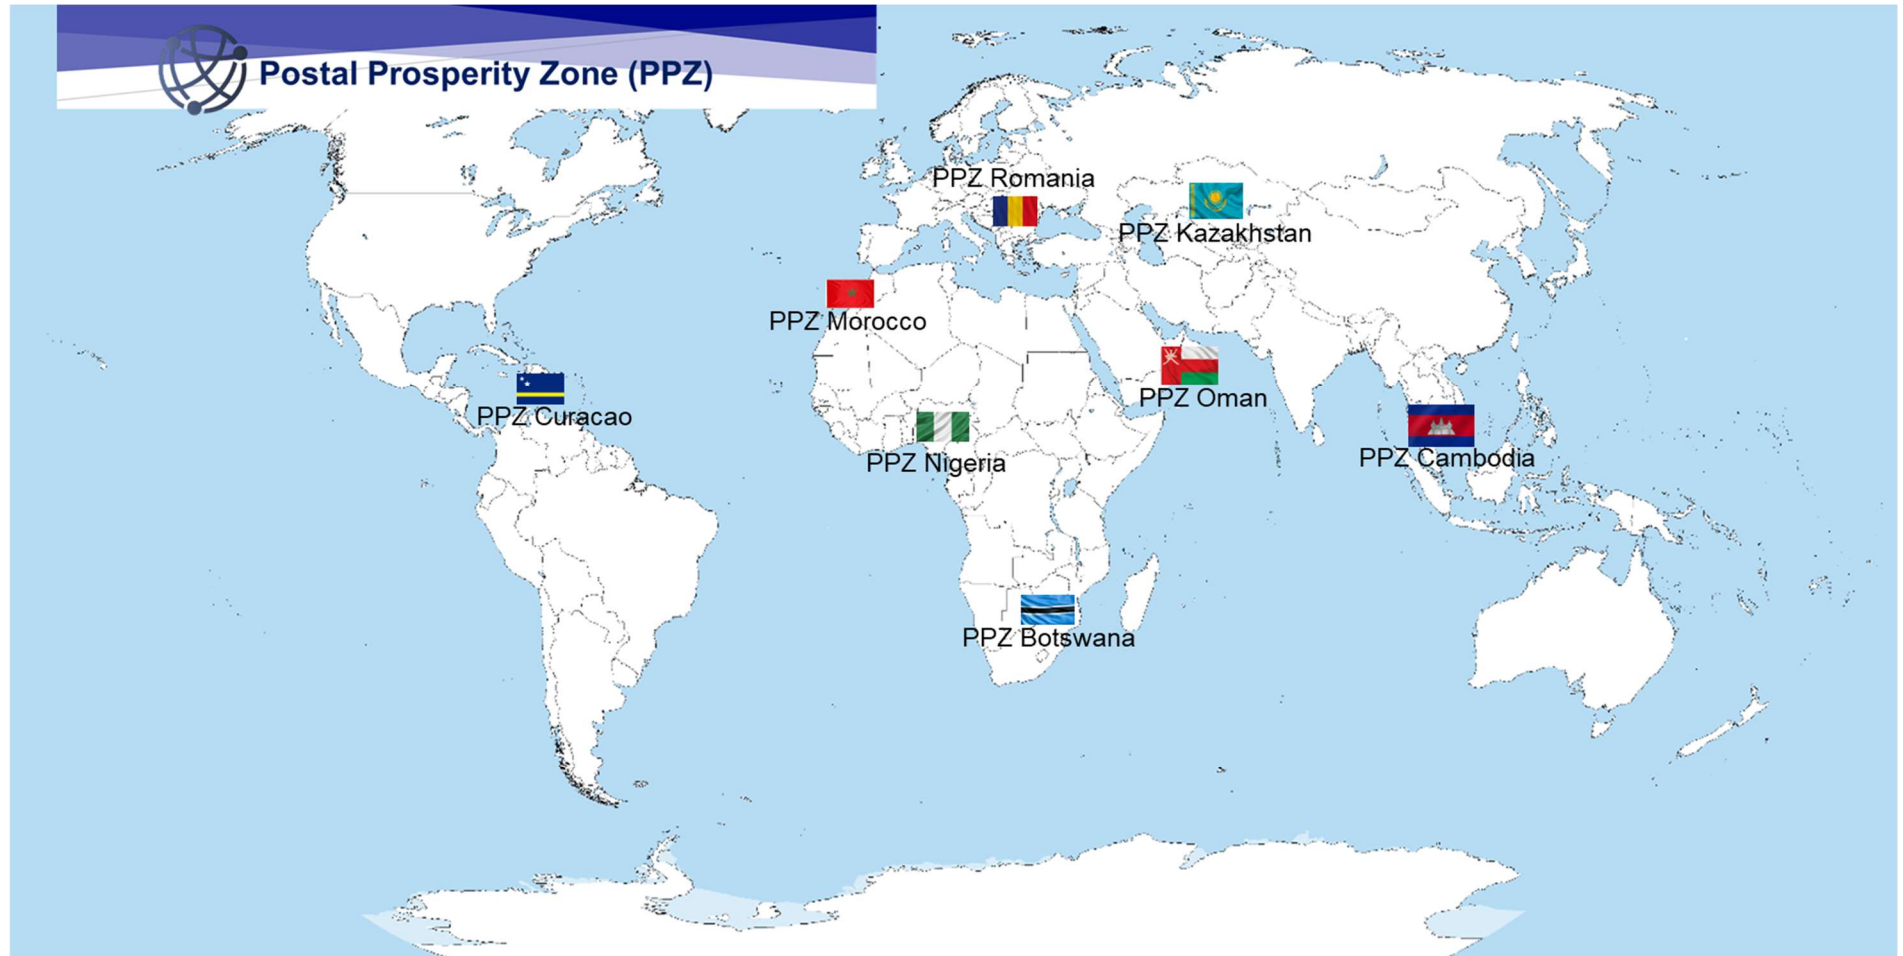 Postal Prosperity Zone (PPZ)
PPZ Romania
PPZ Kazakhstan
PPZ Morocco
PPZ Oman
PPZ Curacao
PPZ Nigeria
PPZ Cambodia
PPZ Botswana